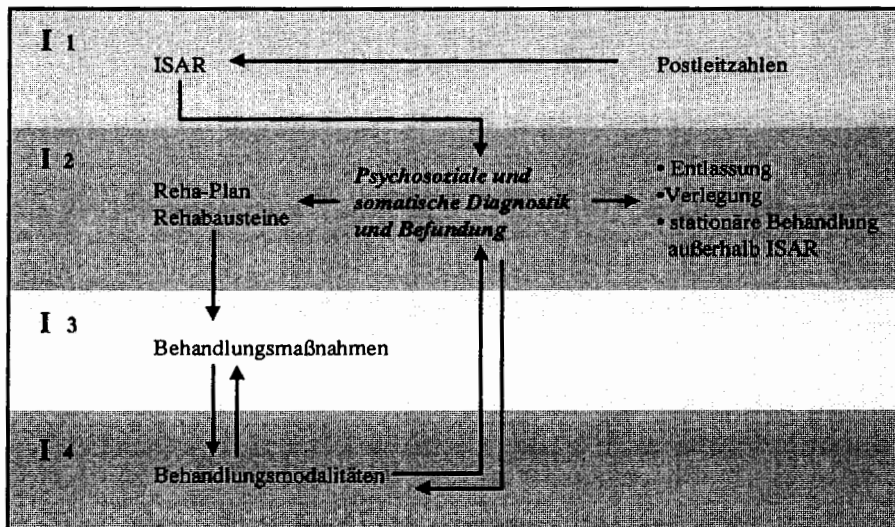 I 1
ISAR
Postleitzahlen
I 2
Reha-Plan
Rehabausteine
Psychosoziale und
somatische Diagnostik
und Befundung
• Entlassung
•Verlegung
• stationäre Behandlung
außerhalb ISAR
I 3
Behandlungsmaßnahmen
I 4
Behandlungsmodalitäten